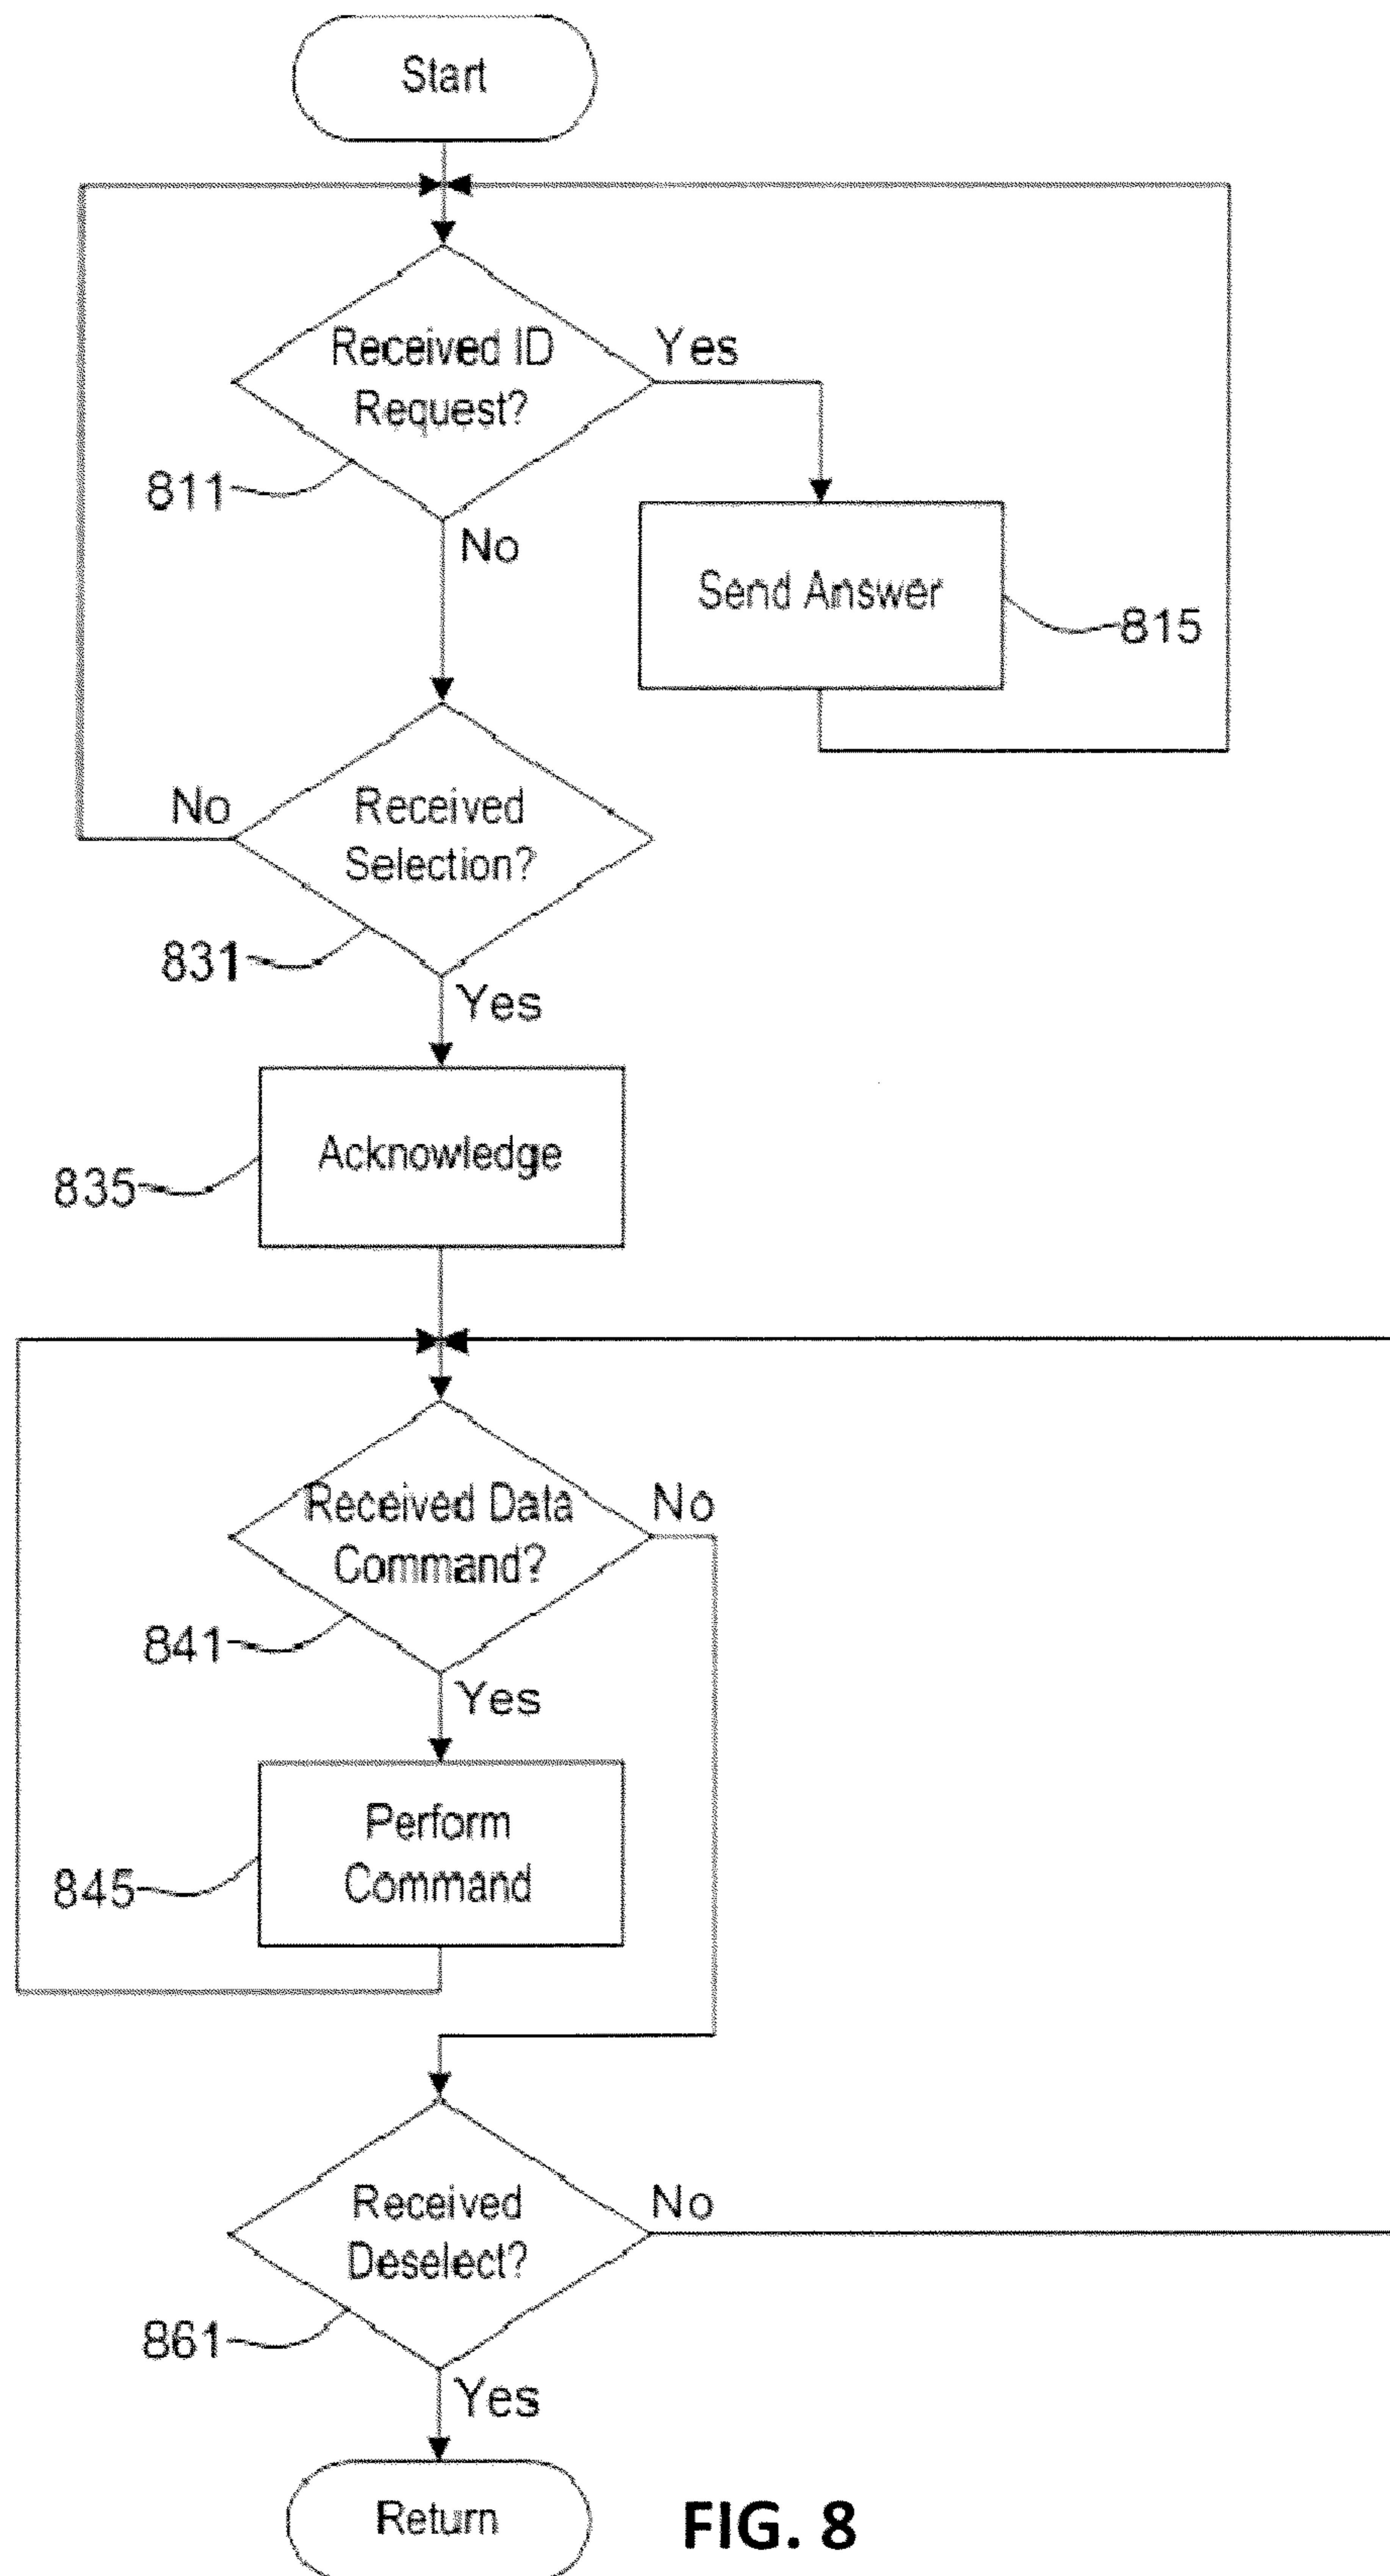 Start
Received ID
Request?
Yes
811
No
Send Answer
815
No
Received
Selection?
831
Yes
Acknowledge
835
Received Data
Command?
No
841
Yes
Perform
Command
845
Received
Deselect?
No
861
Yes
Return
FIG. 8